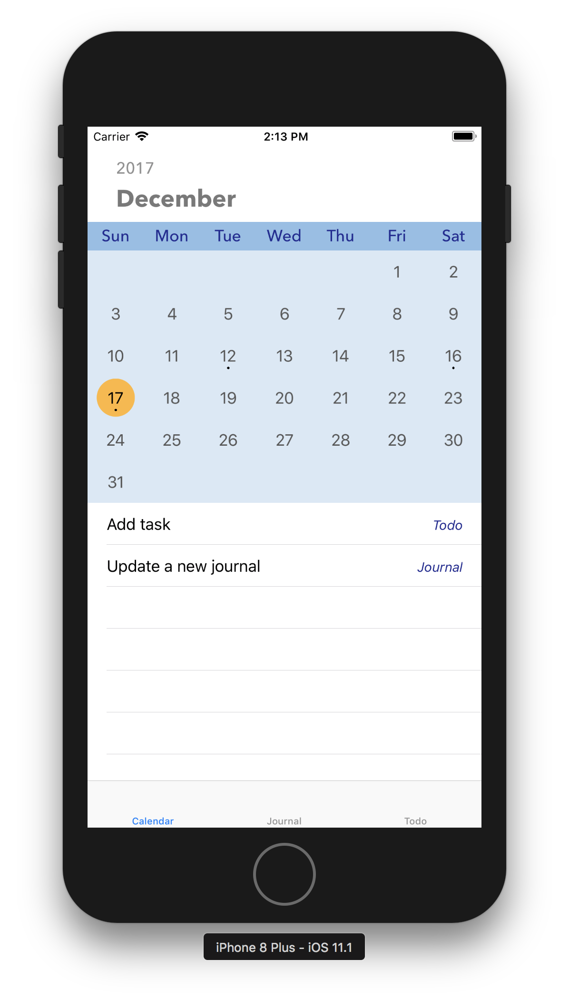 Carrier 2:13 PM
2017
December
Sun Mon Tue Wed Thu Fri Sat
1 2
3 4 5 6 7 8 9
10 11 12 13 14 15 16
17 18 19 20 21 22 23
24 25 26 27 28 29 30
31
Add task Todo
Update a new journal Journal
Calendar Journal Todo
iPhone 8 Plus - iOS 11.1